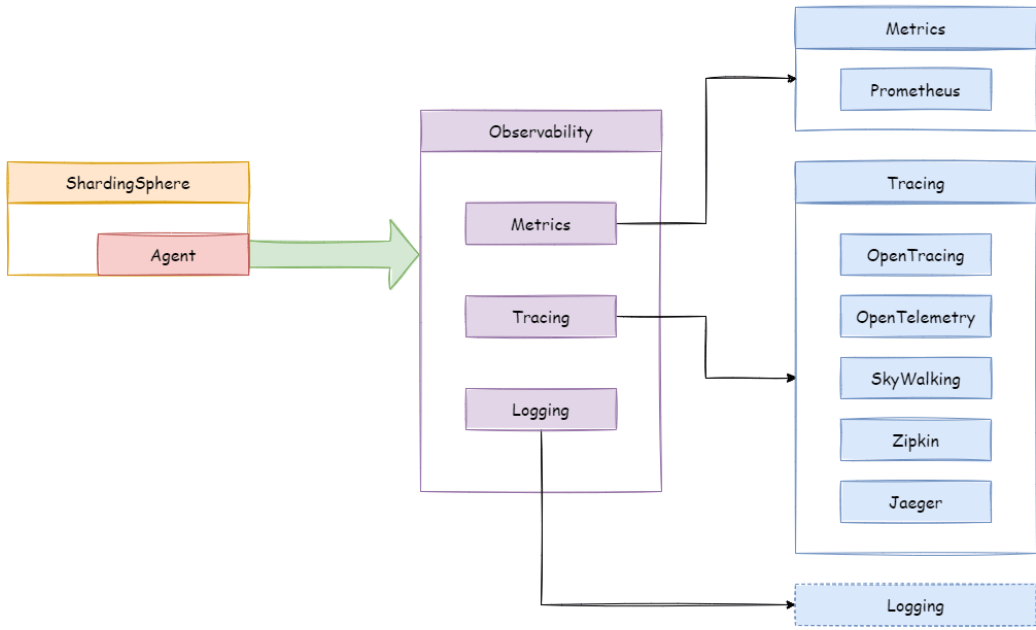 ShardingSphere
Agent
Observability
Metrics
Tracing
Logging
Metrics
Prometheus
Tracing
OpenTracing
OpenTelemetry
SkyWalking
Zipkin
Jaeger
Logging